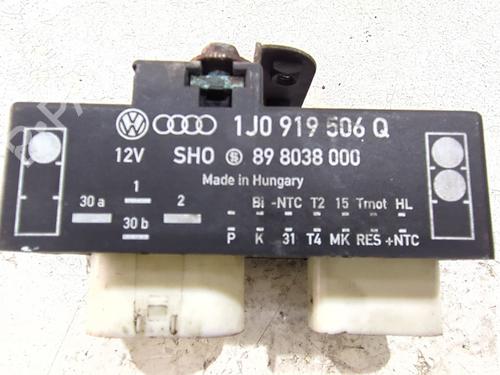 1J0 919 506 Q
12V SHO S 89 8038 000
Made in Hungary
30 a 1 2 BI -NTC T2 15 Tmot HL
30 b P K 31 T4 MK RES +NTC